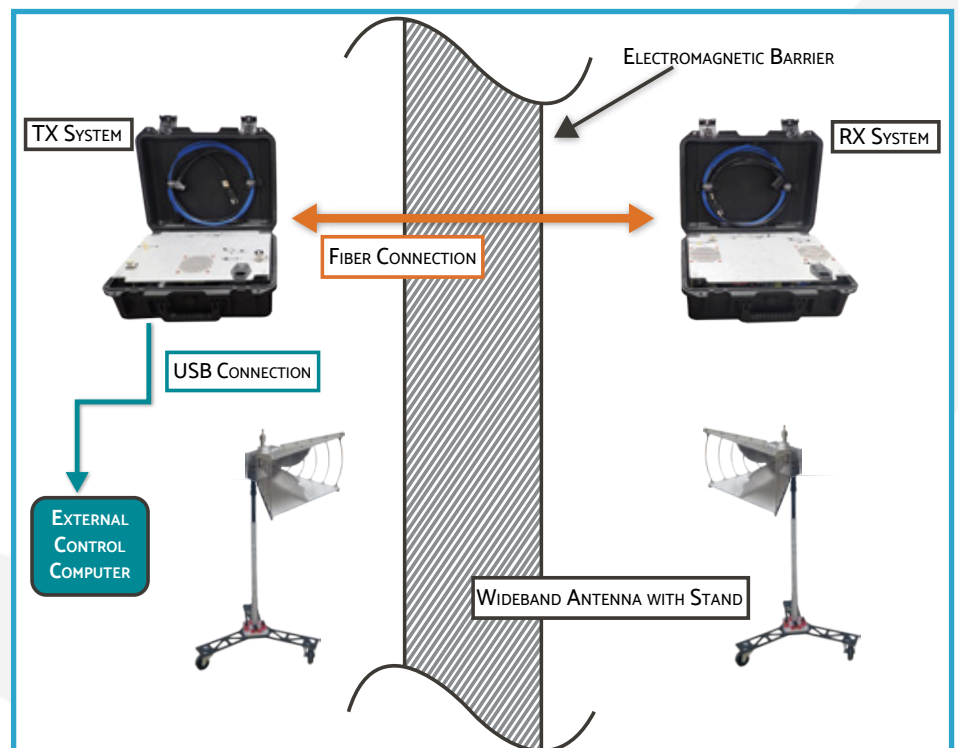 Electromagnetic Barrier
TX System
RX System
Fiber Connection
USB Connection
External
Control
Computer
Wideband Antenna with Stand